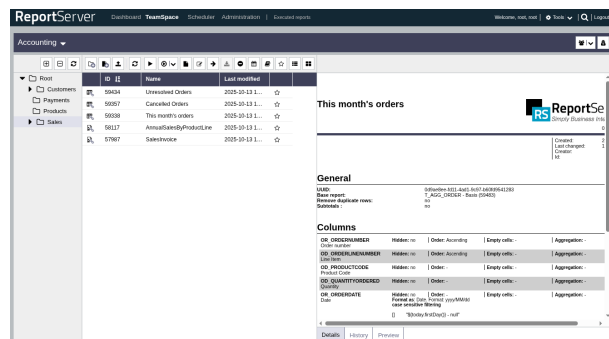 ReportServer Dashboard TeamSpace Scheduler Administration | Executed reports Welcome, root, root | Tools | Logout
Accounting
Root
Customers
Payments
Products
Sales
ID Name Last modified
59434 Unresolved Orders 2025-10-13 1...
59357 Cancelled Orders 2025-10-13 1...
59338 This month's orders 2025-10-13 1...
58117 AnnualSalesByProductLine 2025-10-13 1...
57987 SalesInvoice 2025-10-13 1...
This month's orders
RS ReportSe
Simply Business Inte
Created: 2
Last changed: 1
Creator:
Id:
General
UUID:
Base report: T_AGG_ORDER - Basis (59483)
Remove duplicate rows: no
Subtotals : no
Columns
OR_ORDERNUMBER Hidden: no | Order: Ascending | Empty cells: - | Aggregation: -
Order number
OD_ORDERLINENUMBER Hidden: no | Order: Ascending | Empty cells: - | Aggregation: -
Line item
OD_PRODUCTCODE Hidden: no | Order: - | Empty cells: - | Aggregation: -
Product Code
OD_QUANTITYORDERED Hidden: no | Order: - | Empty cells: - | Aggregation: -
Quantity
OR_ORDERDATE Hidden: no | Order: - | Empty cells: - | Aggregation: -
Date Format as: Date, Format: yyyy/MM/dd
case sensitive filtering
[] "${today.firstDay()} - null"
Details History Preview